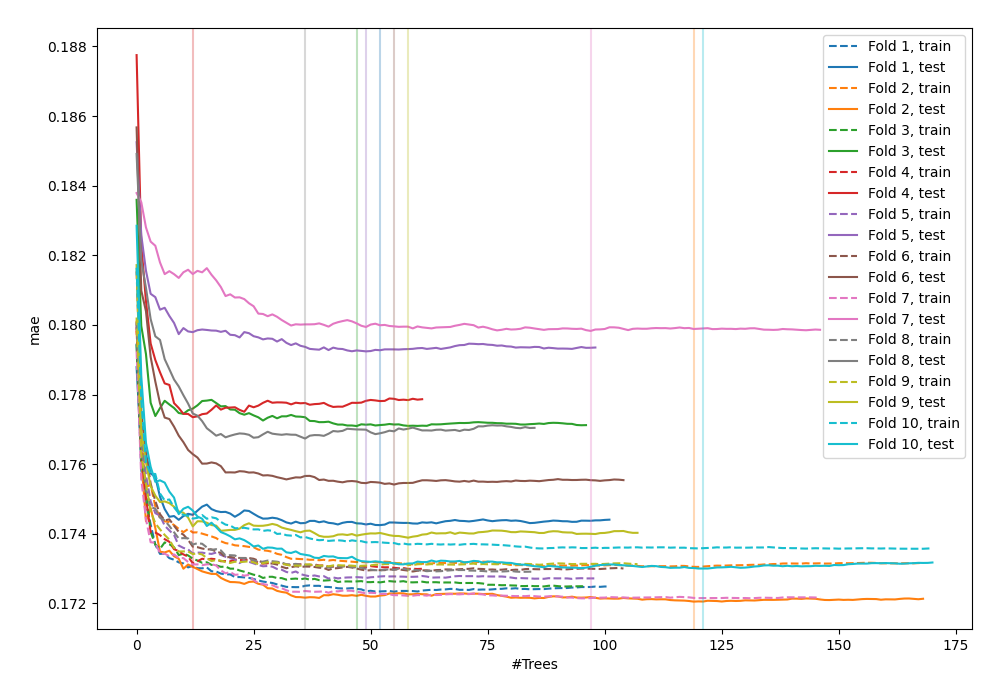 0.188
0.186
0.184
0.182
0.180
0.178
0.176
0.174
0.172
mae
0
25
50
75
100
125
150
175
#Trees
Fold 1, train
Fold 1, test
Fold 2, train
Fold 2, test
Fold 3, train
Fold 3, test
Fold 4, train
Fold 4, test
Fold 5, train
Fold 5, test
Fold 6, train
Fold 6, test
Fold 7, train
Fold 7, test
Fold 8, train
Fold 8, test
Fold 9, train
Fold 9, test
Fold 10, train
Fold 10, test